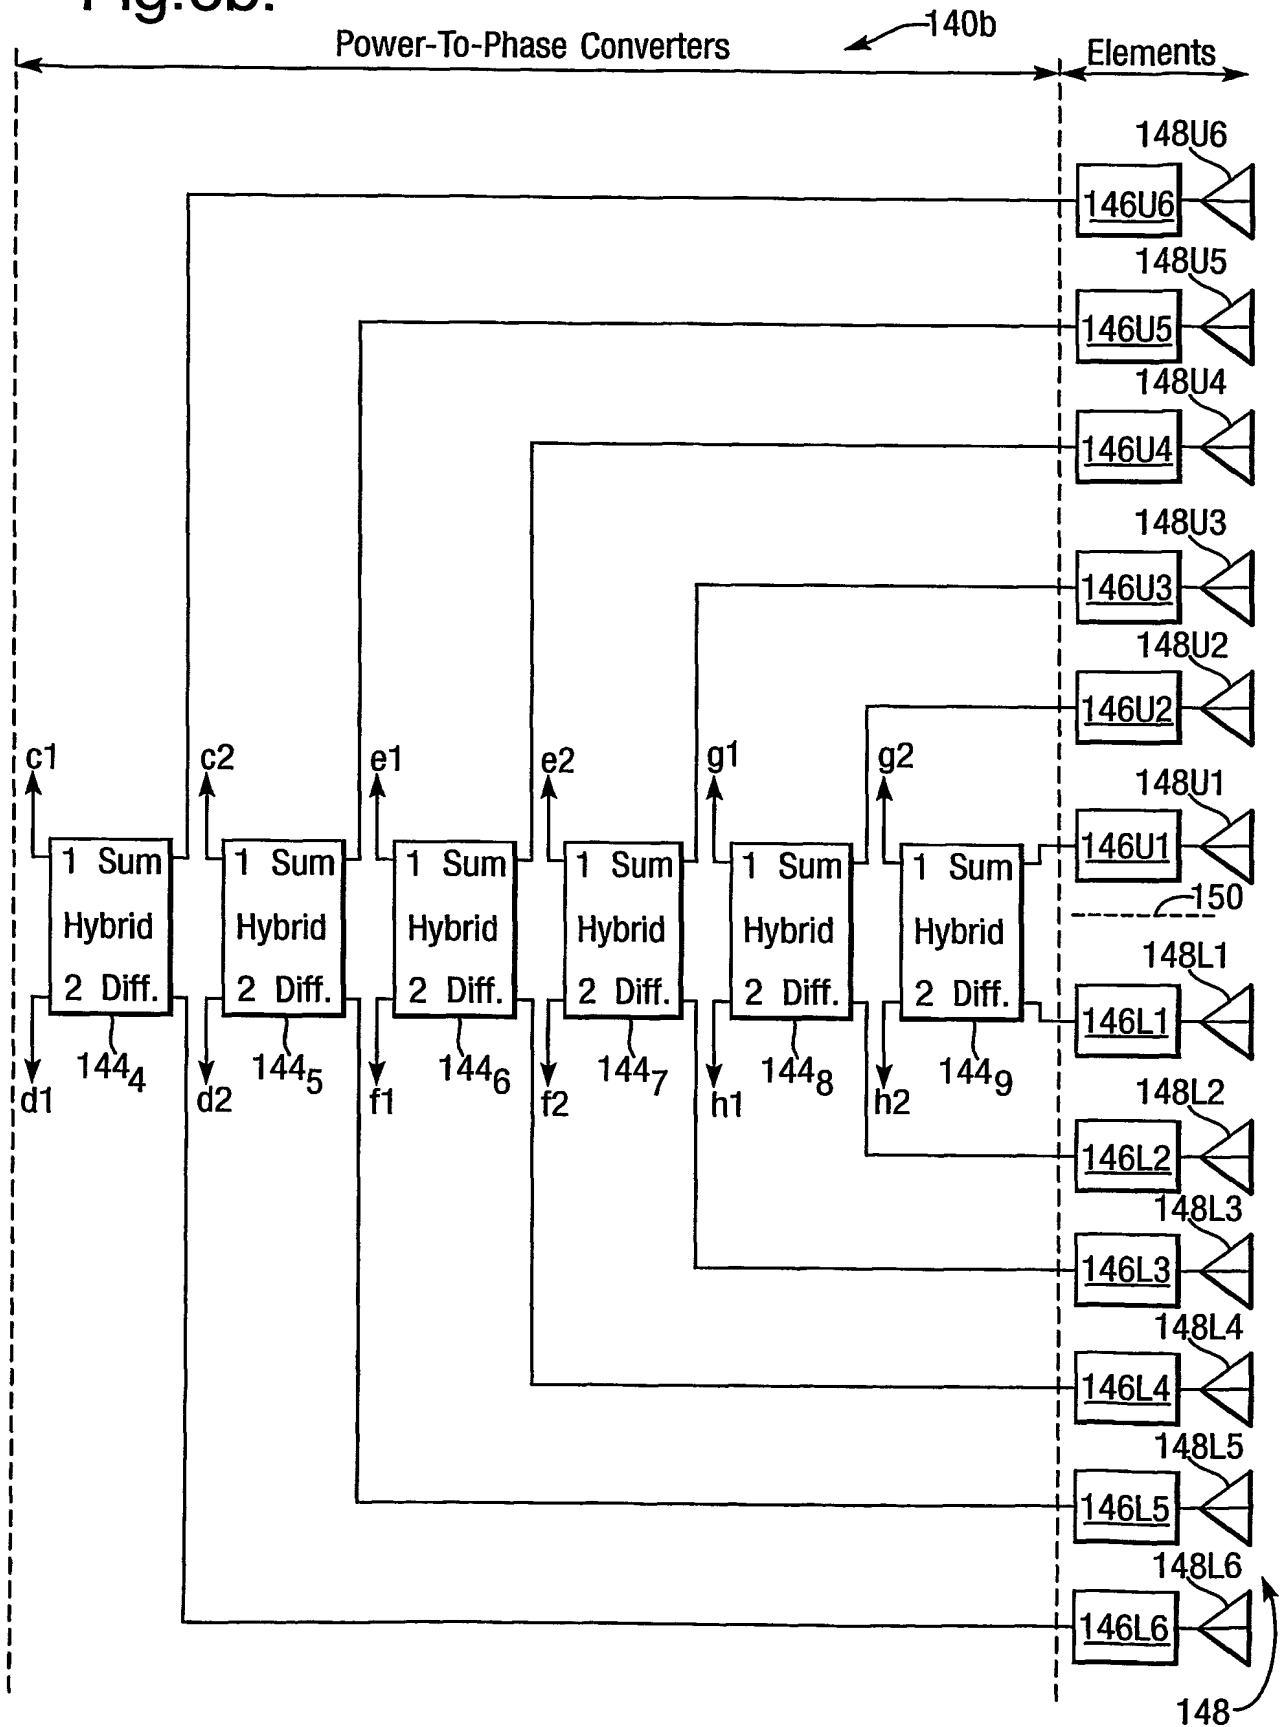 140b
Power-To-Phase Converters
Elements
148U6
146U6
148U5
146U5
148U4
146U4
148U3
146U3
148U2
146U2
c1
c2
e1
e2
g1
g2
148U1
146U1
1 Sum
Hybrid
2 Diff.
1 Sum
Hybrid
2 Diff.
1 Sum
Hybrid
2 Diff.
1 Sum
Hybrid
2 Diff.
1 Sum
Hybrid
2 Diff.
1 Sum
Hybrid
2 Diff.
150
148L1
146L1
d1
144₄
d2
144₅
f1
144₆
f2
144₇
h1
144₈
h2
144₉
148L2
146L2
148L3
146L3
148L4
146L4
148L5
146L5
148L6
146L6
148